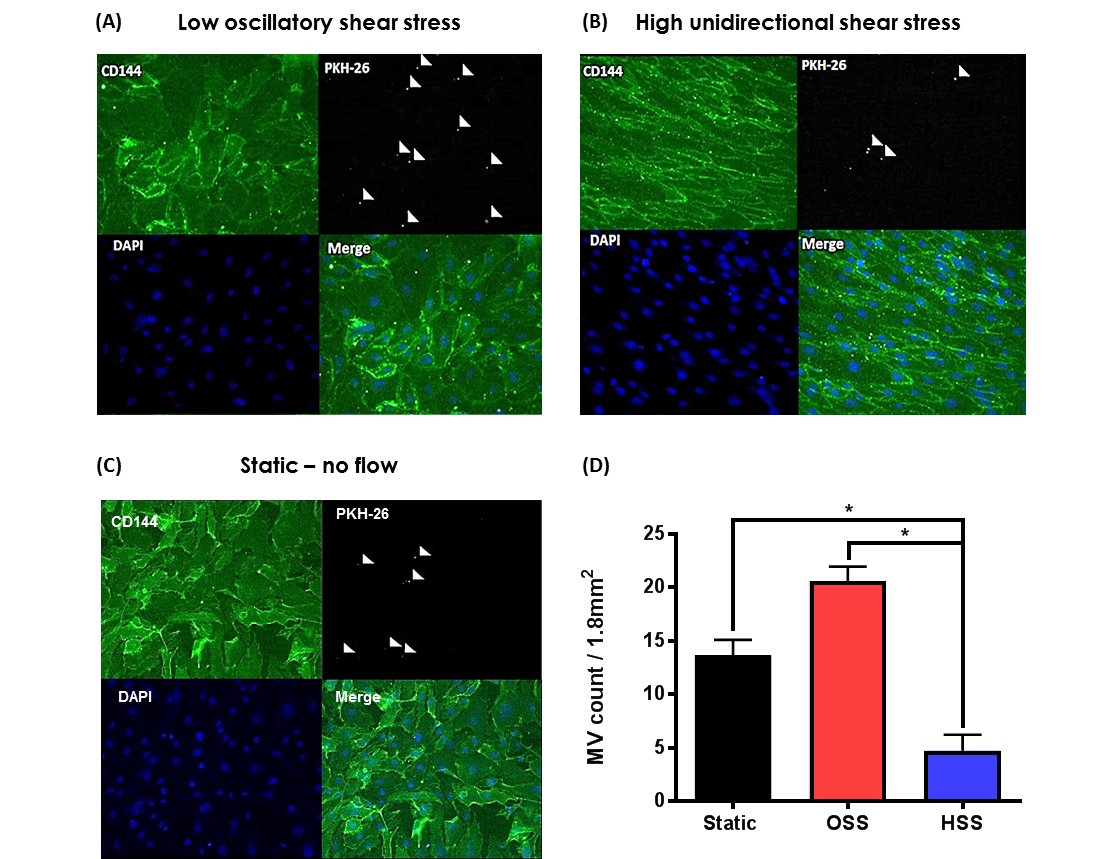 (A) Low oscillatory shear stress
CD144
PKH-26
DAPI
Merge
(B) High unidirectional shear stress
CD144
PKH-26
DAPI
Merge
(C) Static – no flow
CD144
PKH-26
DAPI
Merge
(D)
MV count / 1.8mm²
25
20
15
10
5
0
*
*
Static OSS HSS